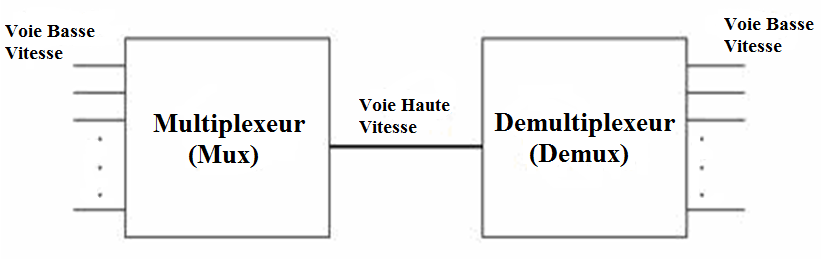 Voie Basse
Vitesse
Multiplexeur
(Mux)
Voie Haute
Vitesse
Demultiplexeur
(Demux)
Voie Basse
Vitesse